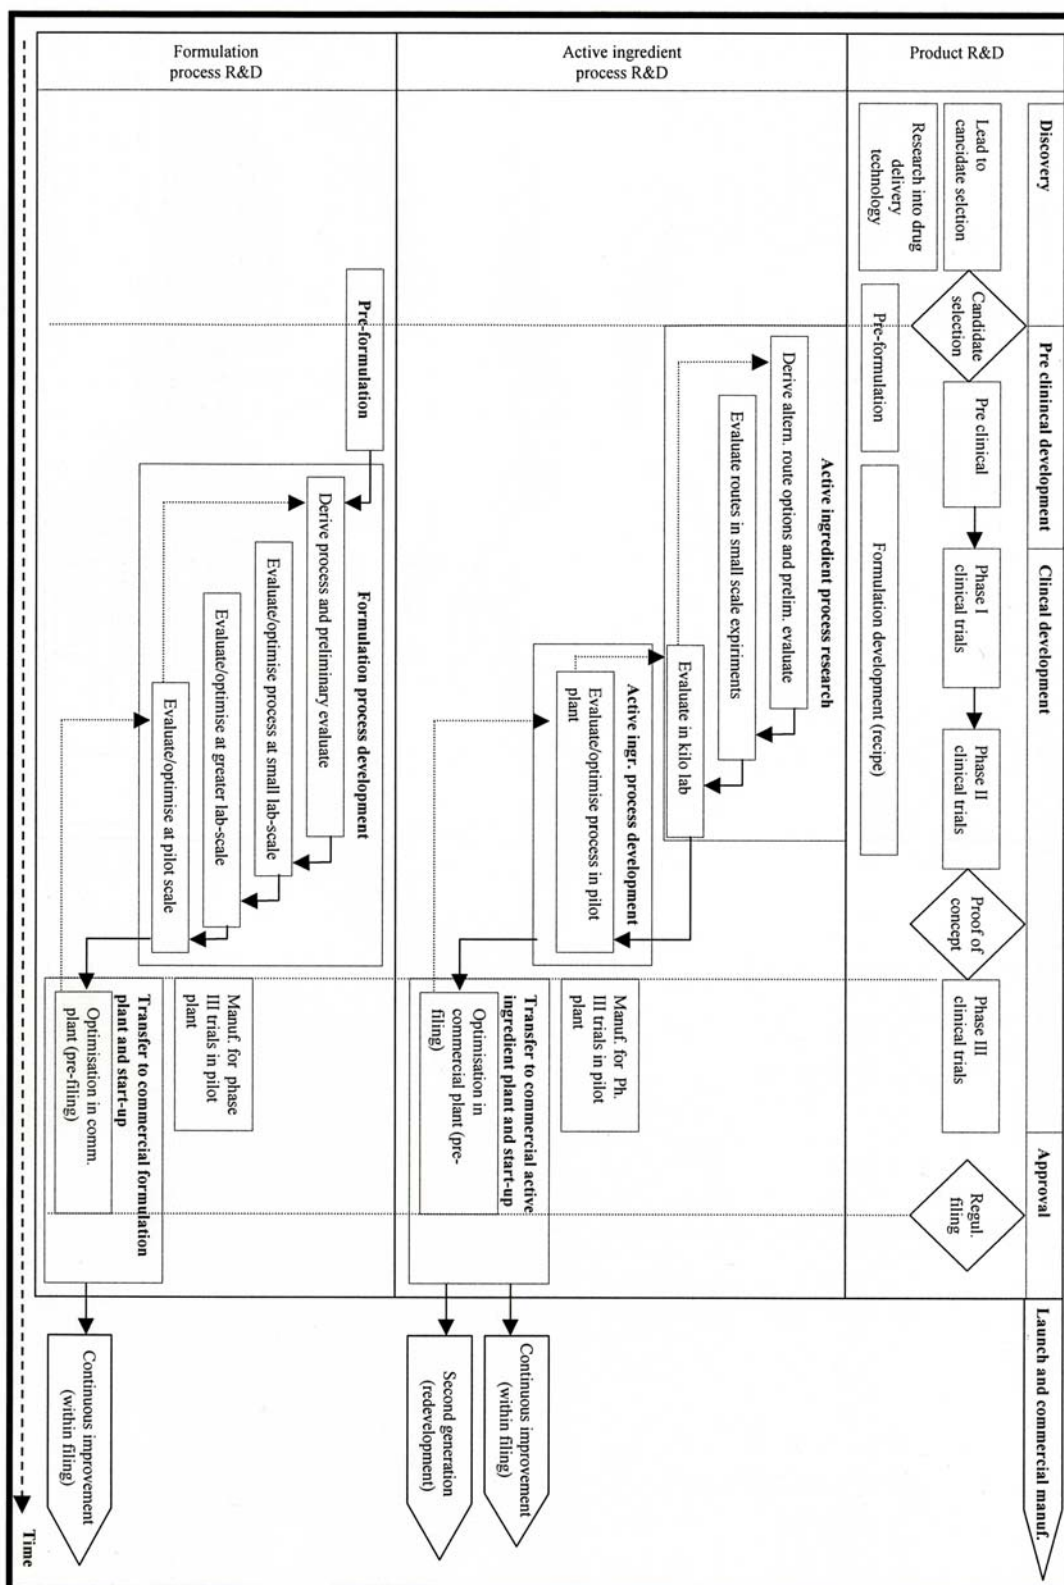 Discovery
Pre clinincal development
Clincal development
Approval
Launch and commercial manuf.
Product R&D
Lead to
cancidate selction
Candidate
selection
Pre clinical
Phase I
clinical trials
Phase II
clinical trials
Proof of
concept
Phase III
clinical trials
Regul.
filing
Research into drug
delivery
technology
Pre-formulation
Formulation development (recipe)
Active ingredient
process R&D
Active ingredient process research
Derive altern. route options and prelim. evaluate
Evaluate routes in small scale expiriments
Evaluate in kilo lab
Active ingr. process development
Evaluate/optimise process in pilot
plant
Manuf. for Ph.
III trials in pilot
plant
Transfer to commercial active
ingredient plant and start-up
Optimisation in
commercial plant (pre-
filing)
Continuous improvement
(within filing)
Second generation
(redevelopment)
Formulation
process R&D
Pre-formulation
Formulation process development
Derive process and preliminary evaluate
Evaluate/optimise process at small lab-scale
Evaluate/optimise at greater lab-scale
Evaluate/optimise at pilot scale
Manuf. for phase
III trials in pilot
plant
Transfer to commercial formulation
plant and start-up
Optimisation in comm.
plant (pre-filing)
Continuous improvement
(within filing)
Time